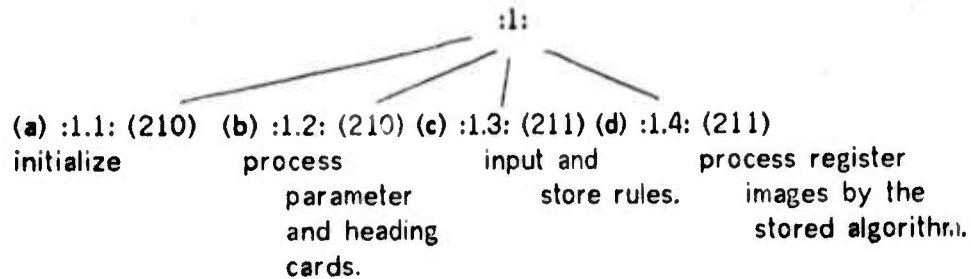 :1:
(a) :1.1: (210) (b) :1.2: (210) (c) :1.3: (211) (d) :1.4: (211)
initialize process input and process register
parameter store rules. images by the
and heading stored algorithm.
cards.